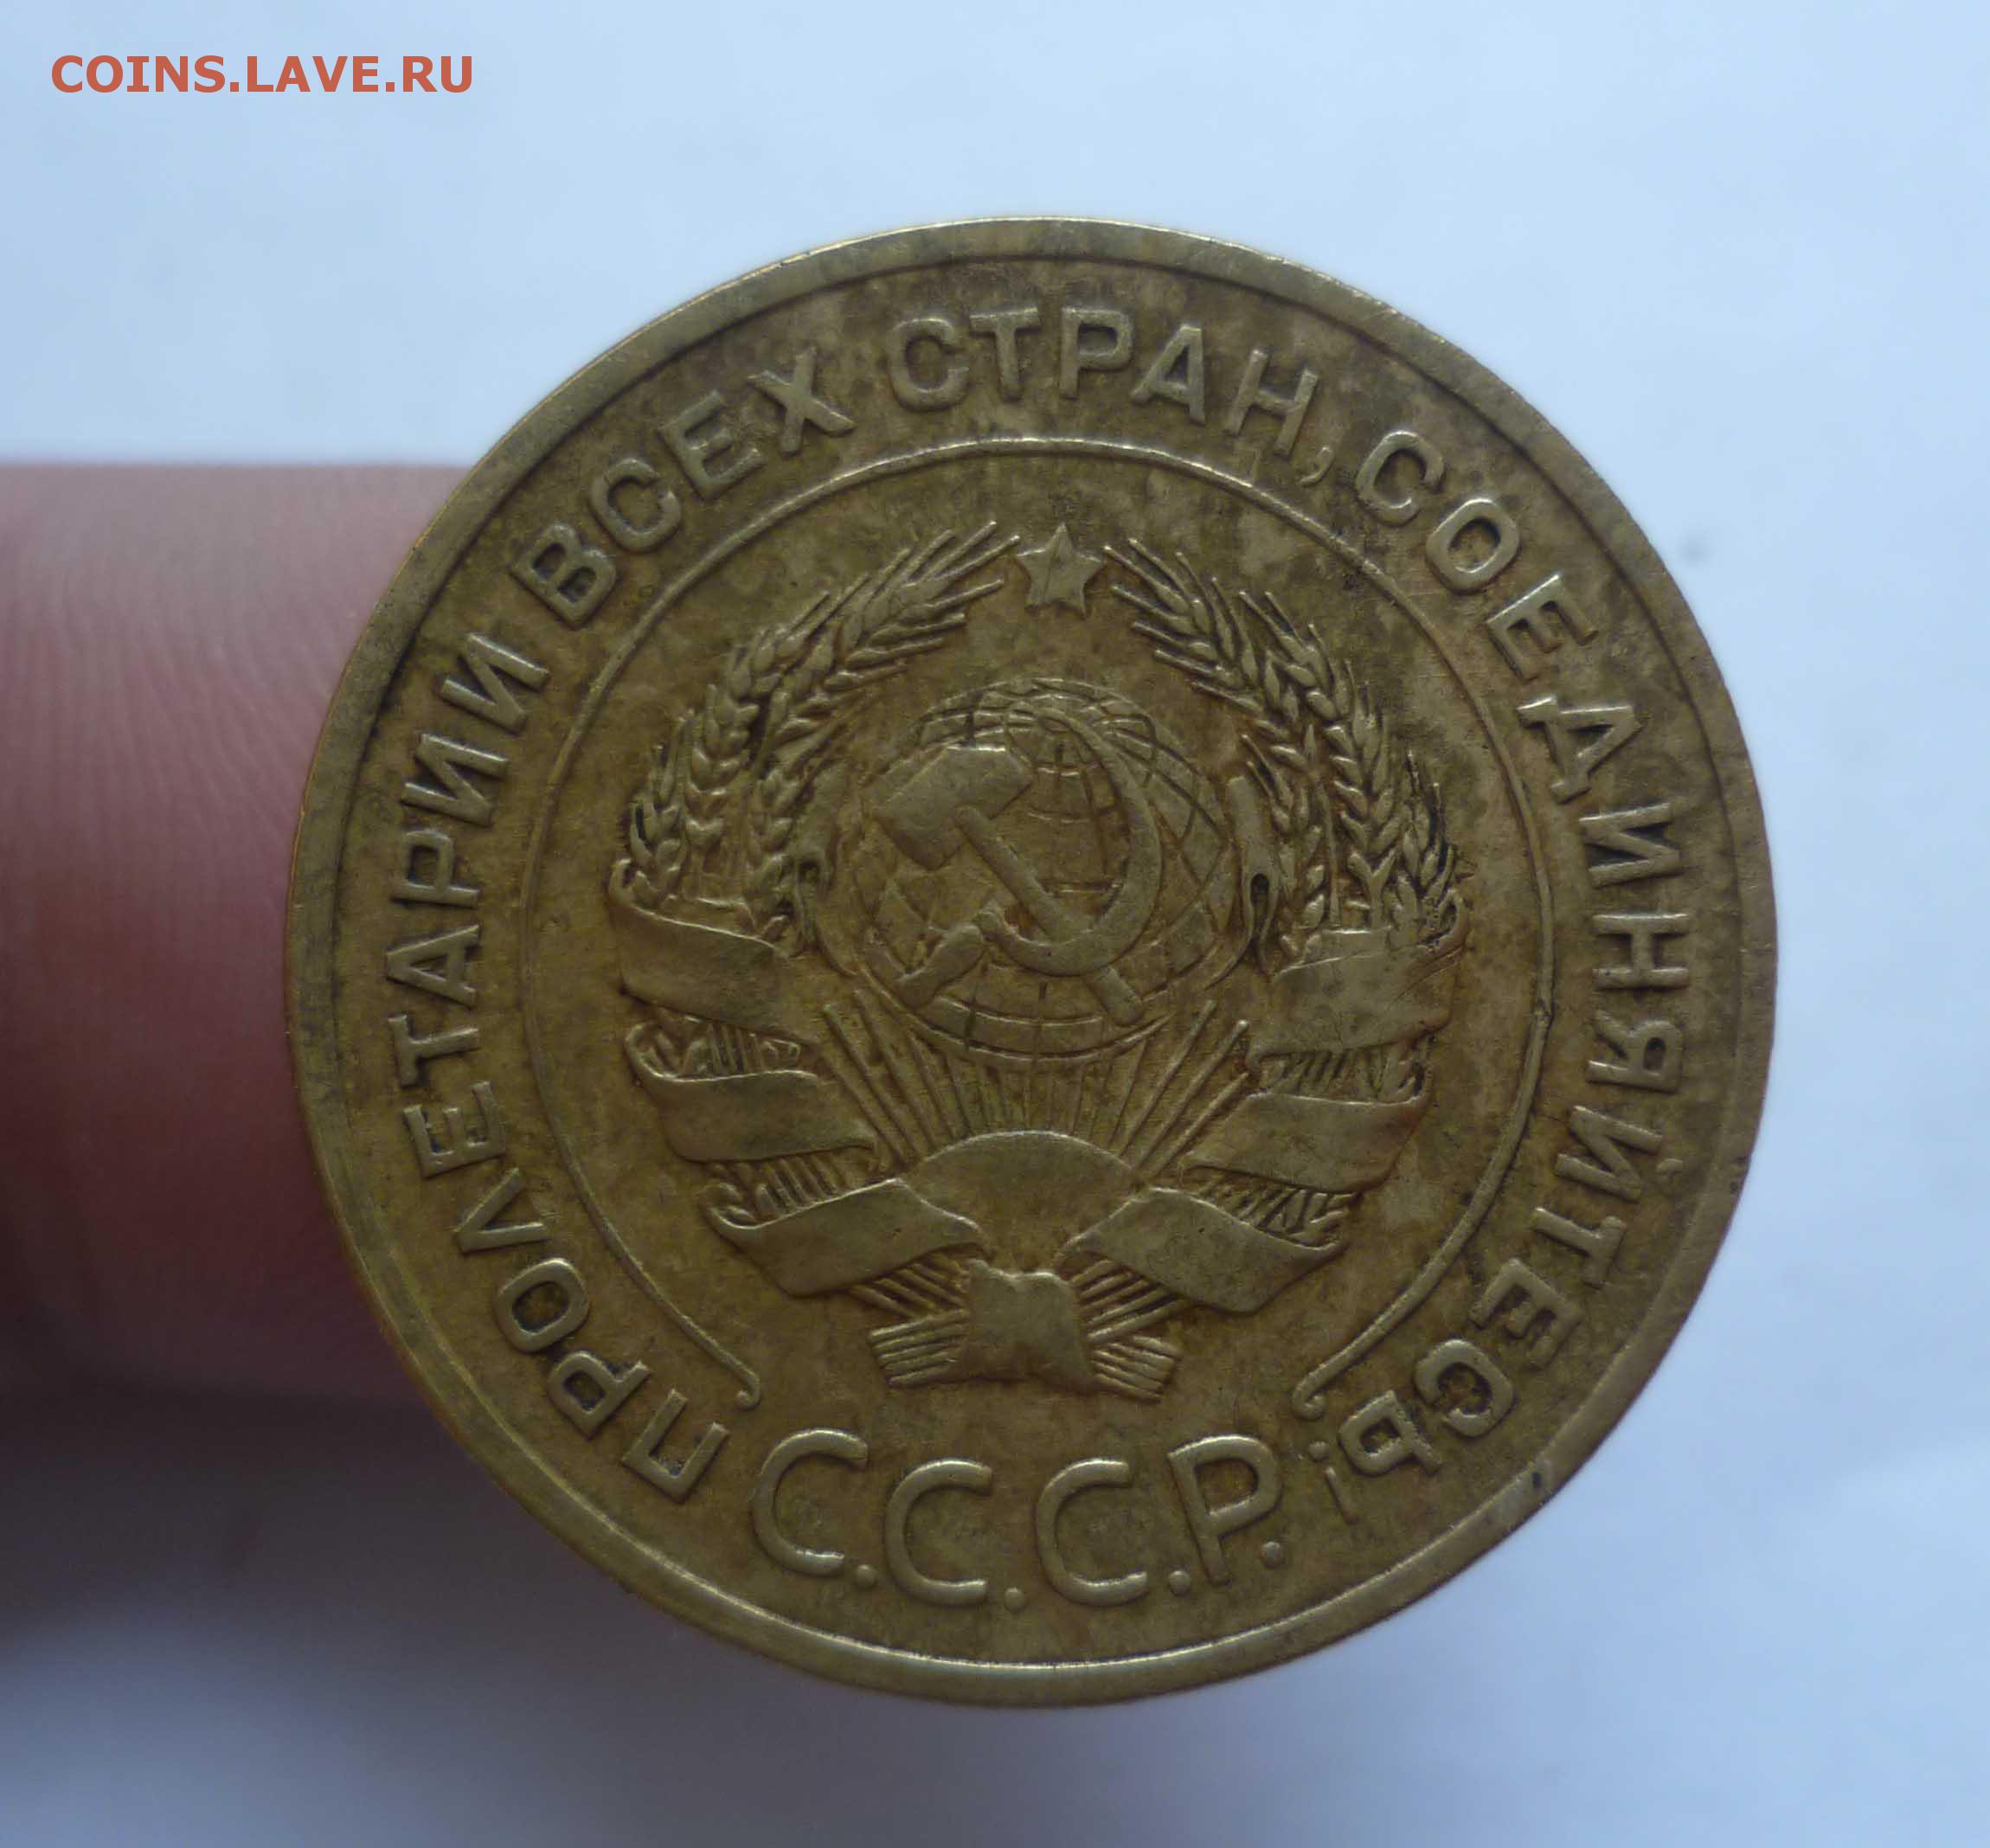 COINS.LAVE.RU
ПРОЛЕТАРИИ ВСЕХ СТРАН, СОЕДИНЯЙТЕСЬ!
С.С.С.Р.